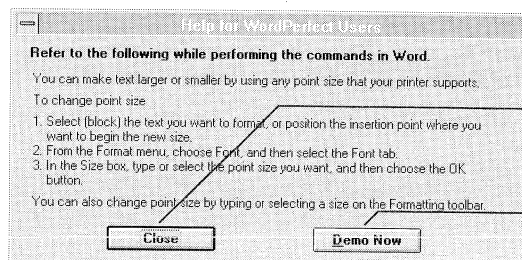 Help for WordPerfect Users
Refer to the following while performing the commands in Word.
You can make text larger or smaller by using any point size that your printer supports.
To change point size
1. Select (block) the text you want to format, or position the insertion point where you
want to begin the new size.
2. From the Format menu, choose Font, and then select the Font tab.
3. In the Size box, type or select the point size you want, and then choose the OK
button.
You can also change point size by typing or selecting a size on the Formatting toolbar.
Close
Demo Now